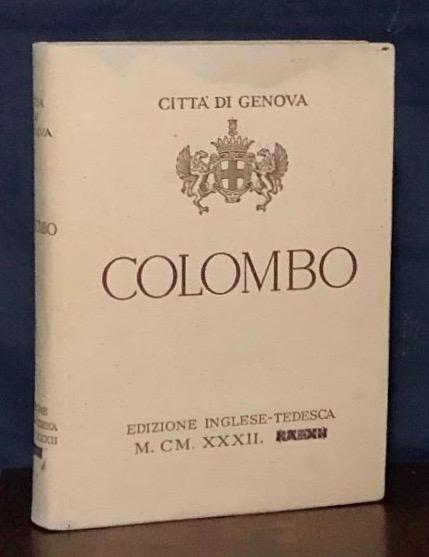 CITTÀ DI GENOVA
COLOMBO
EDIZIONE INGLESE-TEDESCA
M. CM. XXXII.